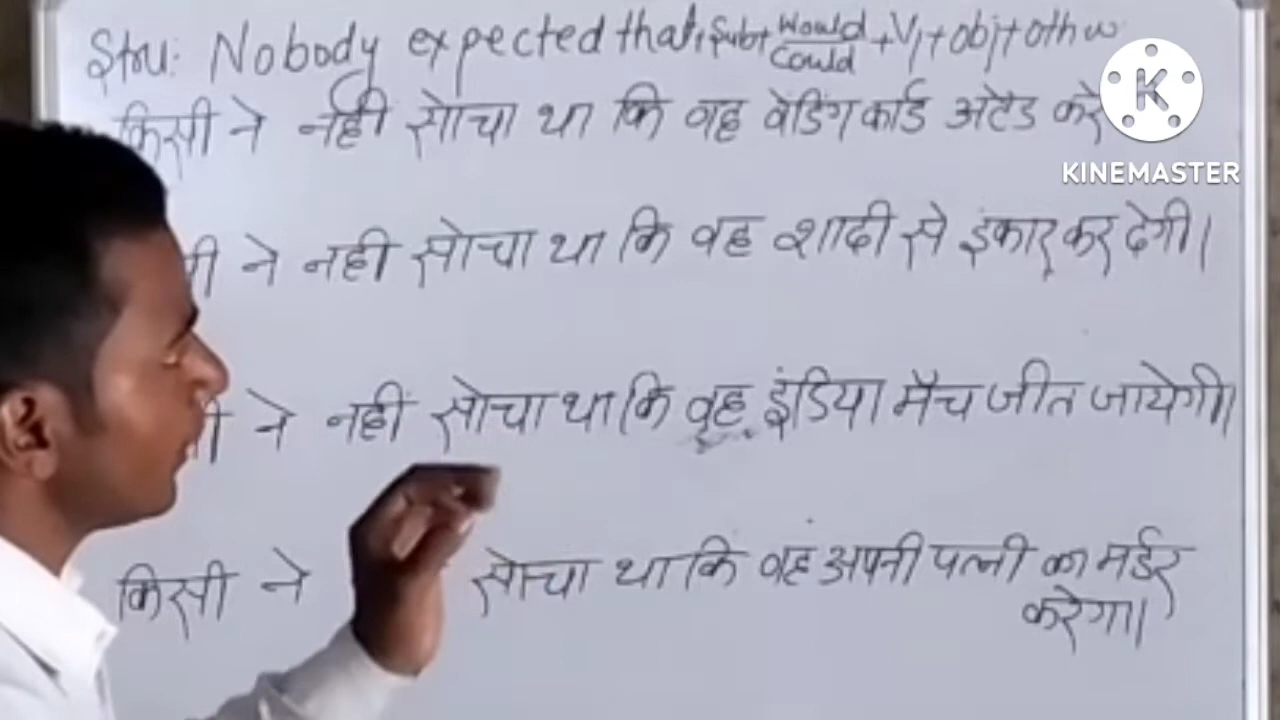 Stru: Nobody expected that + Sub + Would/Could + V1 + obj + oth w
किसी ने नही सोचा था कि वह वेडिंग कार्ड अटेंड करे
ने नही सोचा था कि वह शादी से इंकार कर देगी।
ने नही सोचा था कि वह इंडिया मैच जीत जायेगी।
किसी ने सोचा था कि वह अपनी पत्नी का मर्डर
करेगा।
K
KINEMASTER